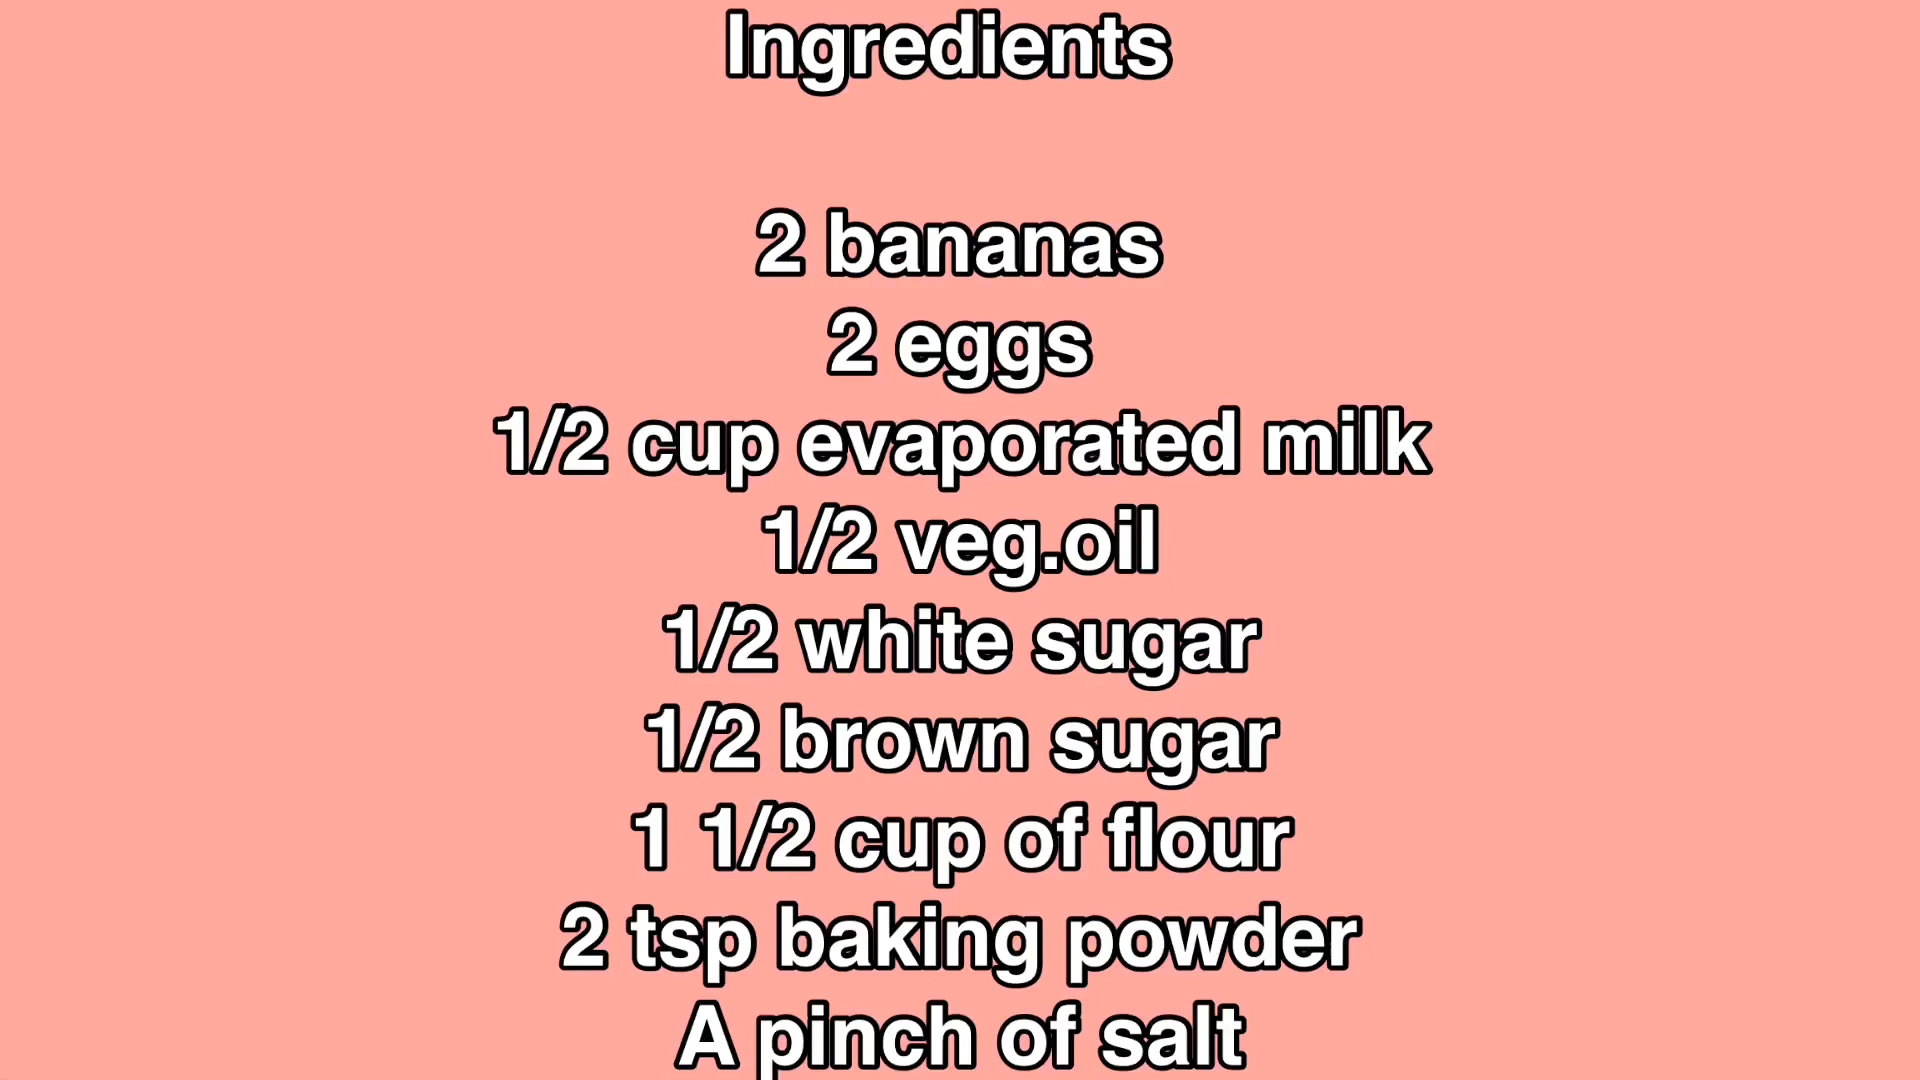 Ingredients
2 bananas
2 eggs
1/2 cup evaporated milk
1/2 veg.oil
1/2 white sugar
1/2 brown sugar
1 1/2 cup of flour
2 tsp baking powder
A pinch of salt